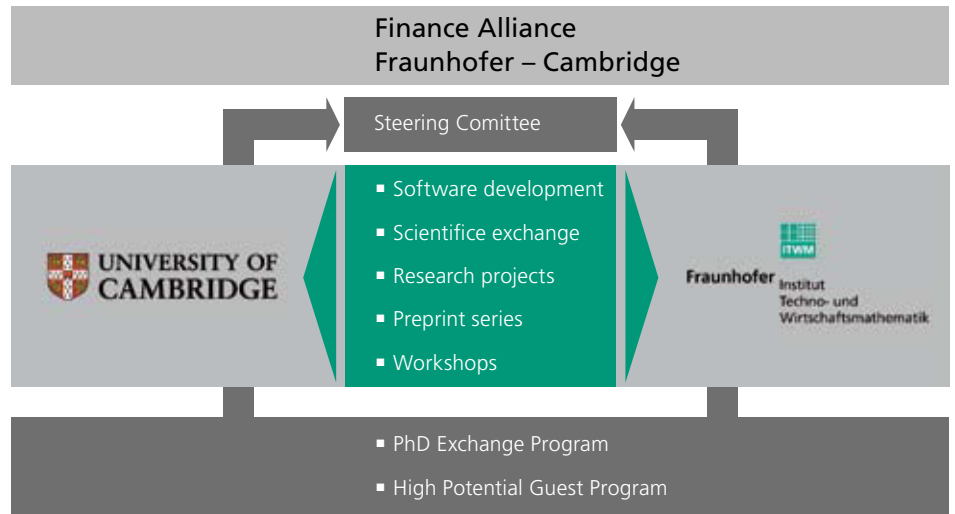 Finance Alliance
Fraunhofer – Cambridge
Steering Comittee
▪ Software development
▪ Scientifice exchange
▪ Research projects
▪ Preprint series
▪ Workshops
UNIVERSITY OF
CAMBRIDGE
ITWM
Fraunhofer Institut
Techno- und
Wirtschaftsmathematik
▪ PhD Exchange Program
▪ High Potential Guest Program